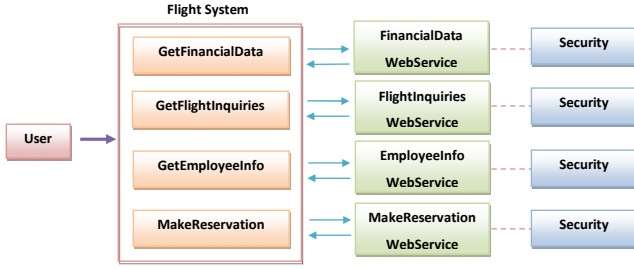 Flight System
GetFinancialData
FinancialData
WebService
Security
GetFlightInquiries
FlightInquiries
WebService
Security
User
GetEmployeeInfo
EmployeeInfo
WebService
Security
MakeReservation
MakeReservation
WebService
Security